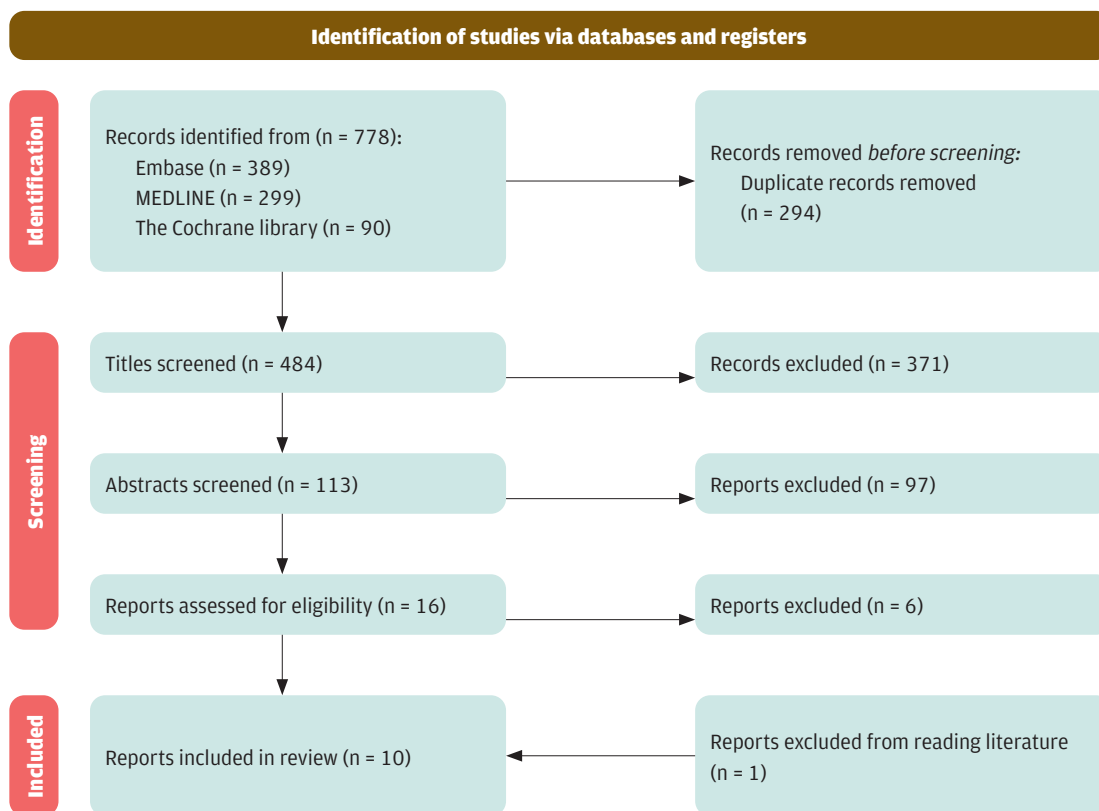 Identification of studies via databases and registers
Identification
Records identified from (n = 778):
Embase (n = 389)
MEDLINE (n = 299)
The Cochrane library (n = 90)
Records removed before screening:
Duplicate records removed
(n = 294)
Screening
Titles screened (n = 484)
Records excluded (n = 371)
Abstracts screened (n = 113)
Reports excluded (n = 97)
Reports assessed for eligibility (n = 16)
Reports excluded (n = 6)
Included
Reports included in review (n = 10)
Reports excluded from reading literature
(n = 1)